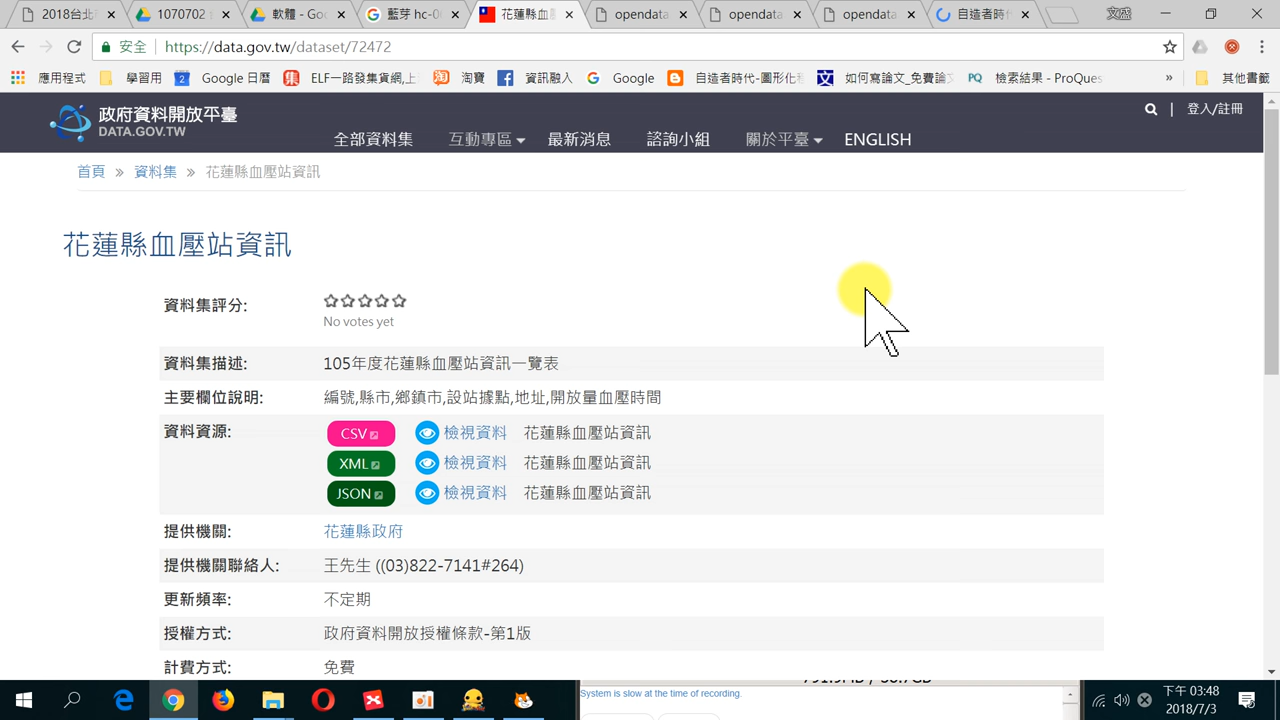 2018台北
1070702
軟體 - Goo
藍芽 hc-0
花蓮縣血
opendata
opendata
opendata
自造者時
安全 https://data.gov.tw/dataset/72472
應用程式
學習用
Google 日曆
ELF一路發集貨網,上
淘寶
資訊融入
Google
自造者時代-圖形化程
如何寫論文_免費論文
檢索結果 - ProQues
»
其他書籤
政府資料開放平臺
DATA.GOV.TW
登入/註冊
全部資料集 互動專區 最新消息 諮詢小組 關於平臺 ENGLISH
首頁 » 資料集 » 花蓮縣血壓站資訊
花蓮縣血壓站資訊
資料集評分:
No votes yet
資料集描述: 105年度花蓮縣血壓站資訊一覽表
主要欄位說明: 編號,縣市,鄉鎮市,設站據點,地址,開放量血壓時間
資料資源: CSV 檢視資料 花蓮縣血壓站資訊
XML 檢視資料 花蓮縣血壓站資訊
JSON 檢視資料 花蓮縣血壓站資訊
提供機關: 花蓮縣政府
提供機關聯絡人: 王先生 ((03)822-7141#264)
更新頻率: 不定期
授權方式: 政府資料開放授權條款-第1版
計費方式: 免費
System is slow at the time of recording.
下午 03:48
2018/7/3